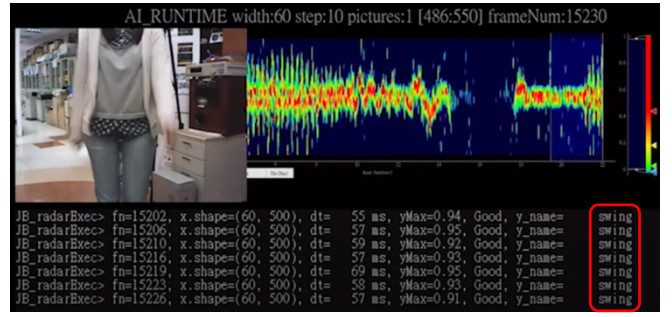 AI_RUNTIME width:60 step:10 pictures:1 [486:550] frameNum:15230
JB_radarExec> fn=15202, x.shape=(60, 500), dt= 55 ms, yMax=0.94, Good, y_name= swing
JB_radarExec> fn=15206, x.shape=(60, 500), dt= 57 ms, yMax=0.95, Good, y_name= swing
JB_radarExec> fn=15210, x.shape=(60, 500), dt= 59 ms, yMax=0.92, Good, y_name= swing
JB_radarExec> fn=15216, x.shape=(60, 500), dt= 57 ms, yMax=0.93, Good, y_name= swing
JB_radarExec> fn=15219, x.shape=(60, 500), dt= 69 ms, yMax=0.95, Good, y_name= swing
JB_radarExec> fn=15223, x.shape=(60, 500), dt= 58 ms, yMax=0.93, Good, y_name= swing
JB_radarExec> fn=15226, x.shape=(60, 500), dt= 57 ms, yMax=0.91, Good, y_name= swing